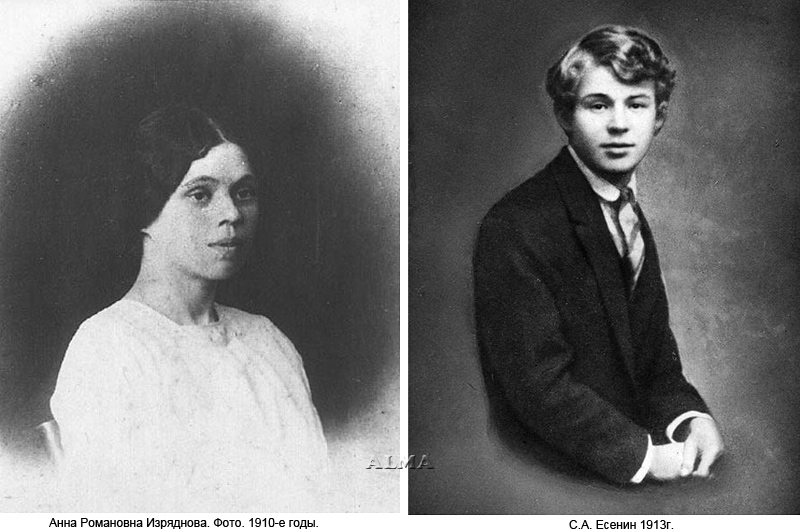 ALMA
Анна Романовна Изряднова. Фото. 1910-е годы.
С.А. Есенин 1913г.